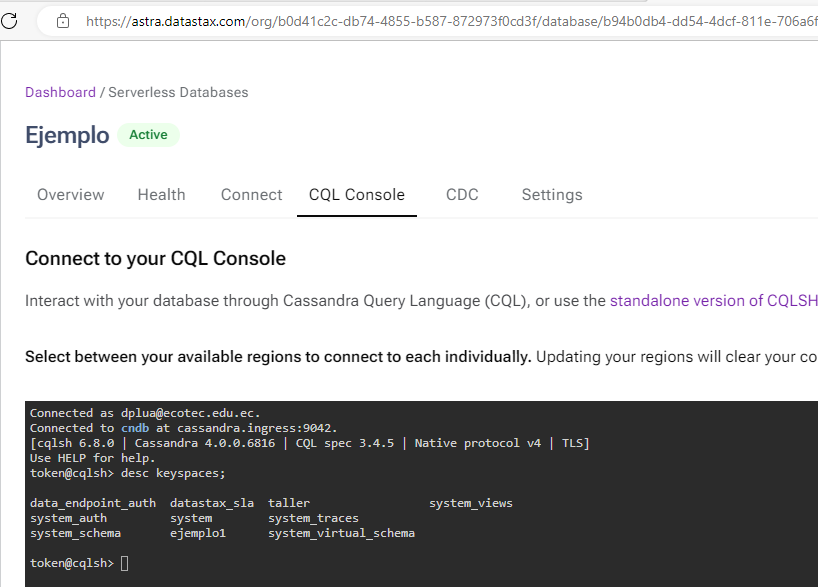 https://astra.datastax.com/org/b0d41c2c-db74-4855-b587-872973f0cd3f/database/b94b0db4-dd54-4dcf-811e-706a6f
Dashboard / Serverless Databases
Ejemplo Active
Overview Health Connect CQL Console CDC Settings
Connect to your CQL Console
Interact with your database through Cassandra Query Language (CQL), or use the standalone version of CQLSH
Select between your available regions to connect to each individually. Updating your regions will clear your co
Connected as dplua@ecotec.edu.ec.
Connected to cndb at cassandra.ingress:9042.
[cqlsh 6.8.0 | Cassandra 4.0.0.6816 | CQL spec 3.4.5 | Native protocol v4 | TLS]
Use HELP for help.
token@cqlsh> desc keyspaces;
data_endpoint_auth datastax_sla taller system_views
system_auth system system_traces
system_schema ejemplo1 system_virtual_schema
token@cqlsh>